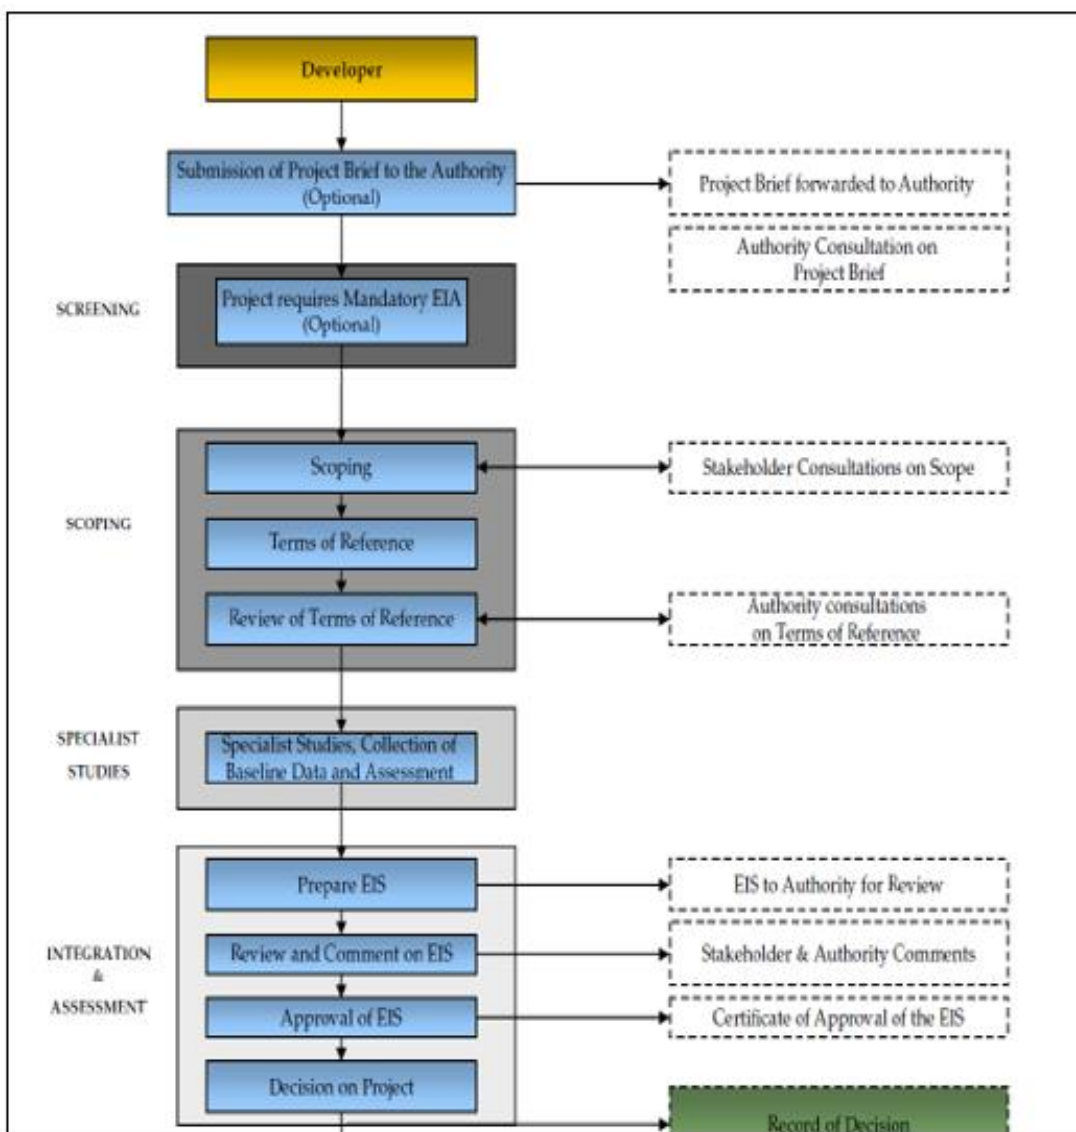 Developer
Submission of Project Brief to the Authority
(Optional)
Project Brief forwarded to Authority
Authority Consultation on
Project Brief
SCREENING
Project requires Mandatory EIA
(Optional)
SCOPING
Scoping
Stakeholder Consultations on Scope
Terms of Reference
Review of Terms of Reference
Authority consultations
on Terms of Reference
SPECIALIST
STUDIES
Specialist Studies, Collection of
Baseline Data and Assessment
INTEGRATION
&
ASSESSMENT
Prepare EIS
EIS to Authority for Review
Review and Comment on EIS
Stakeholder & Authority Comments
Approval of EIS
Certificate of Approval of the EIS
Decision on Project
Record of Decision